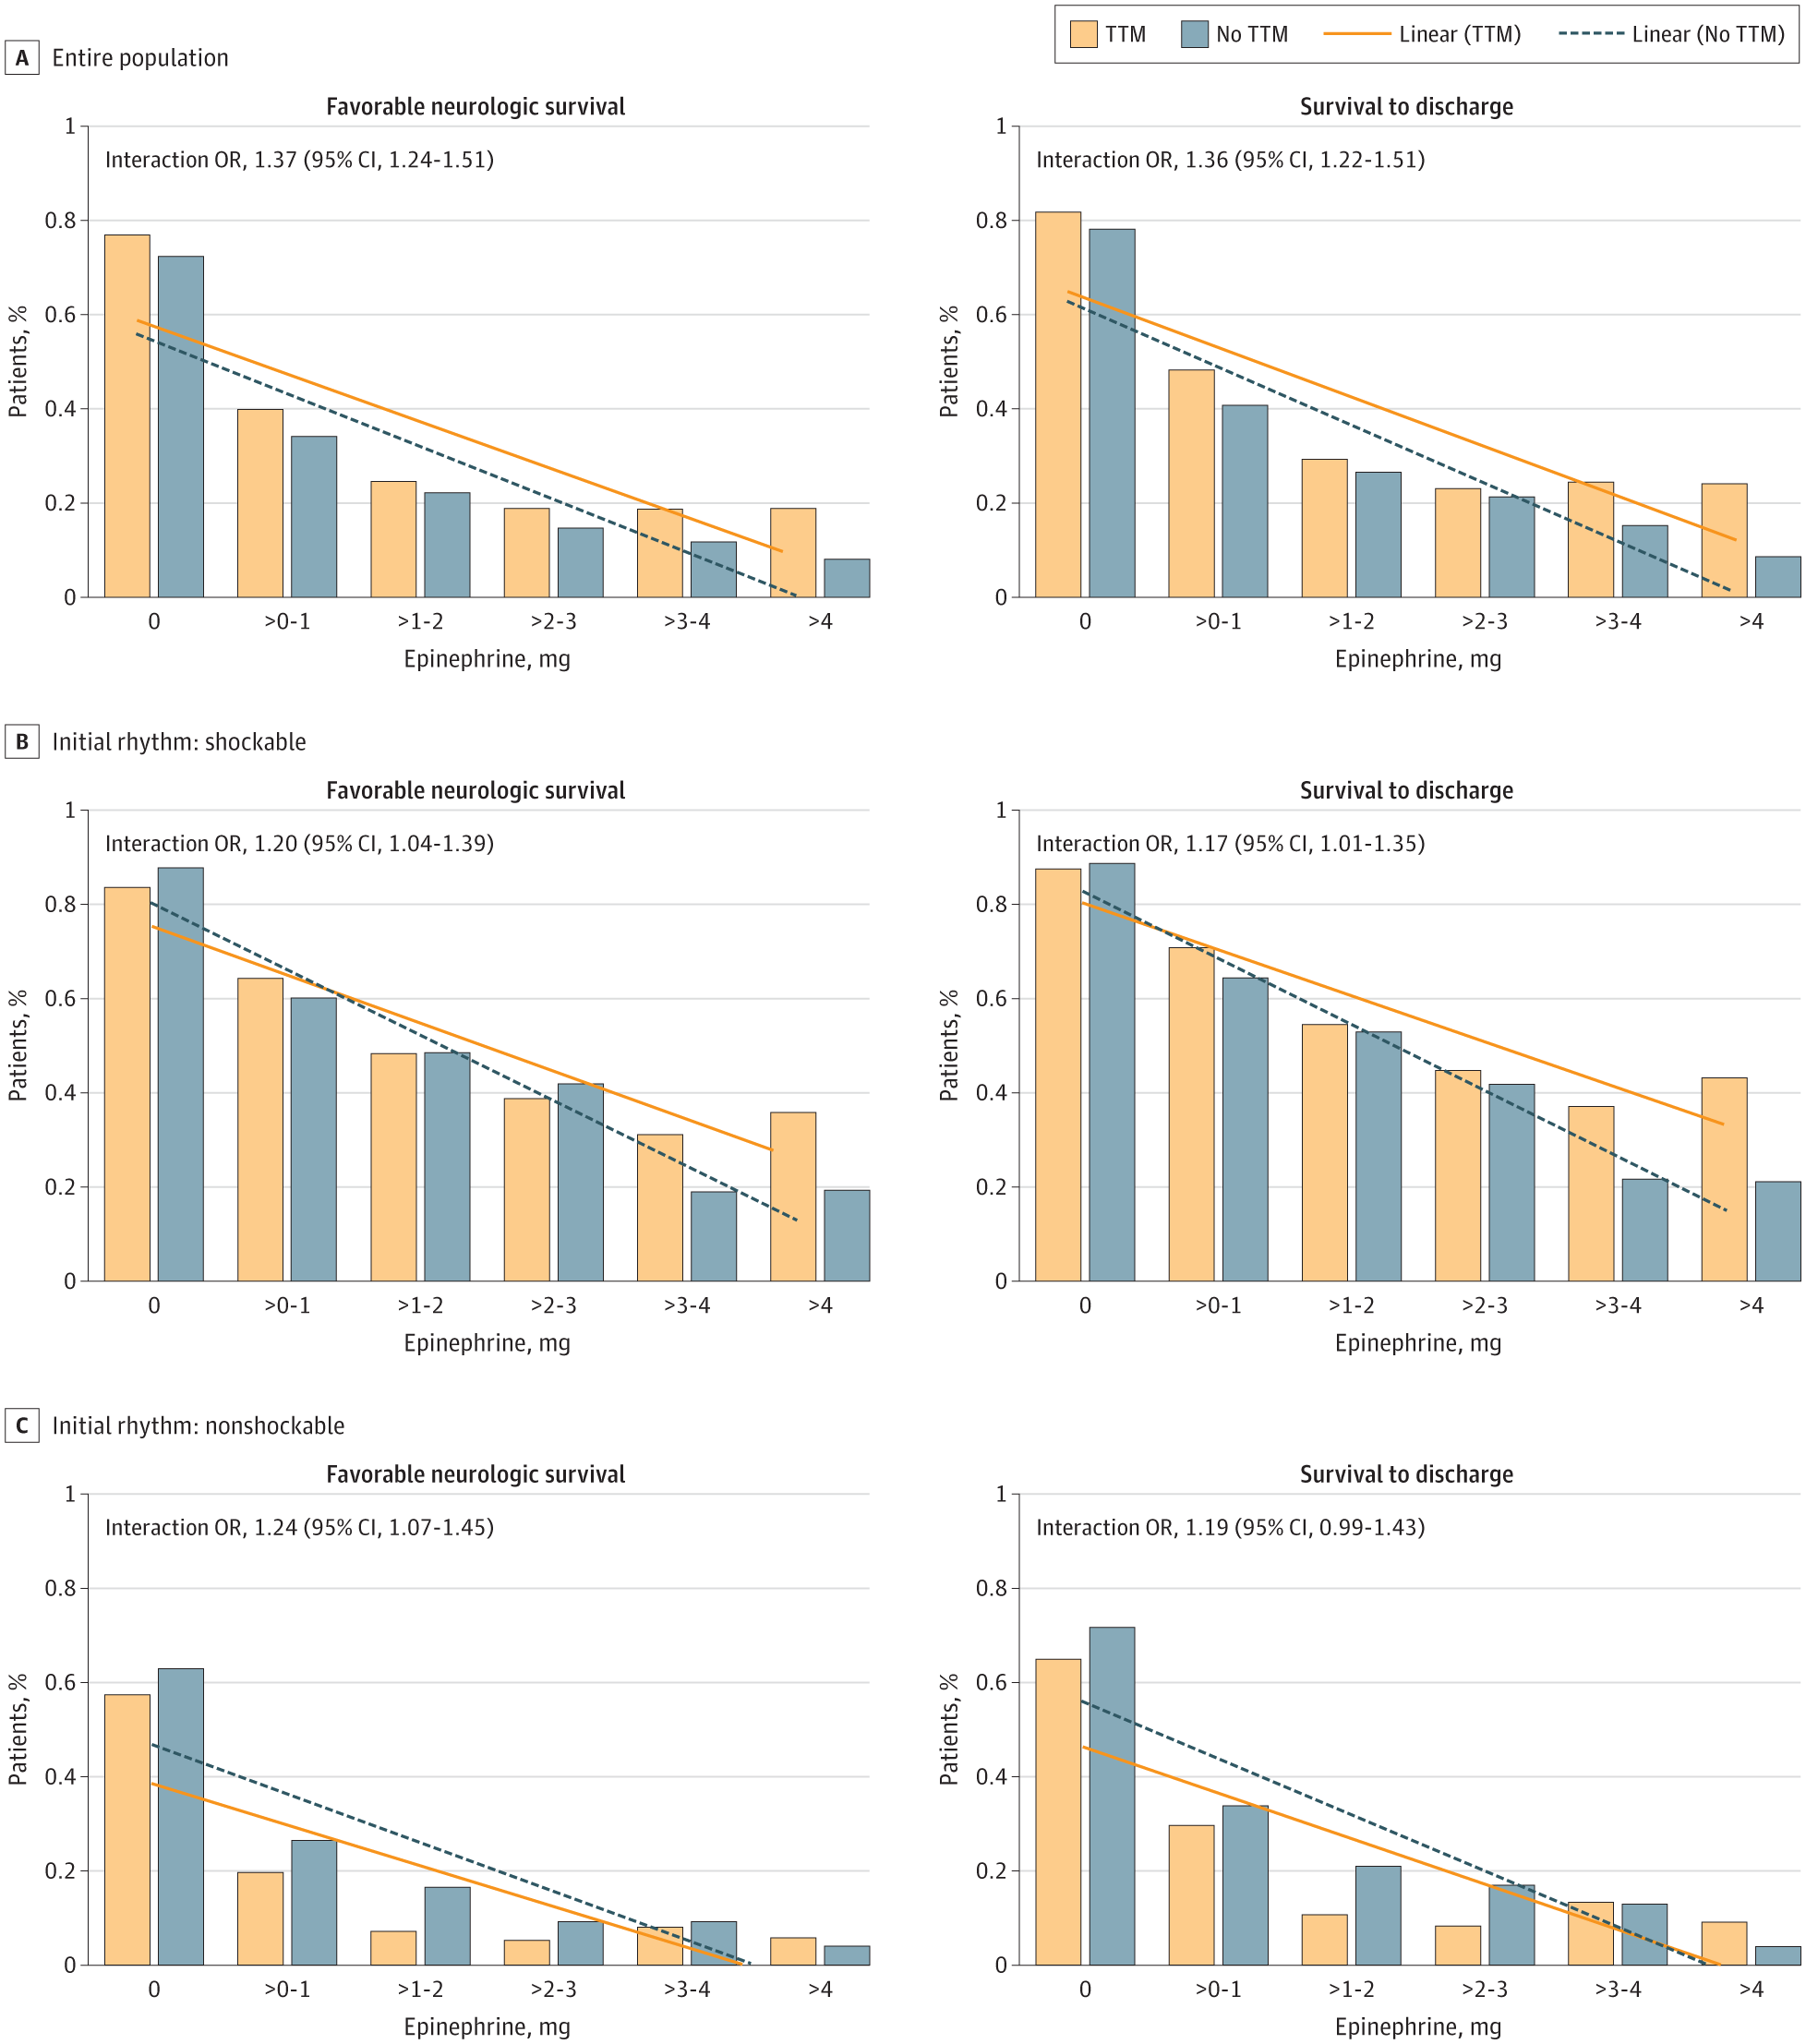 TTM No TTM Linear (TTM) Linear (No TTM)
A Entire population
Favorable neurologic survival
Interaction OR, 1.37 (95% CI, 1.24-1.51)
Patients, %
1
0.8
0.6
0.4
0.2
0
0 >0-1 >1-2 >2-3 >3-4 >4
Epinephrine, mg
Survival to discharge
Interaction OR, 1.36 (95% CI, 1.22-1.51)
Patients, %
1
0.8
0.6
0.4
0.2
0
0 >0-1 >1-2 >2-3 >3-4 >4
Epinephrine, mg
B Initial rhythm: shockable
Favorable neurologic survival
Interaction OR, 1.20 (95% CI, 1.04-1.39)
Patients, %
1
0.8
0.6
0.4
0.2
0
0 >0-1 >1-2 >2-3 >3-4 >4
Epinephrine, mg
Survival to discharge
Interaction OR, 1.17 (95% CI, 1.01-1.35)
Patients, %
1
0.8
0.6
0.4
0.2
0
0 >0-1 >1-2 >2-3 >3-4 >4
Epinephrine, mg
C Initial rhythm: nonshockable
Favorable neurologic survival
Interaction OR, 1.24 (95% CI, 1.07-1.45)
Patients, %
1
0.8
0.6
0.4
0.2
0
0 >0-1 >1-2 >2-3 >3-4 >4
Epinephrine, mg
Survival to discharge
Interaction OR, 1.19 (95% CI, 0.99-1.43)
Patients, %
1
0.8
0.6
0.4
0.2
0
0 >0-1 >1-2 >2-3 >3-4 >4
Epinephrine, mg